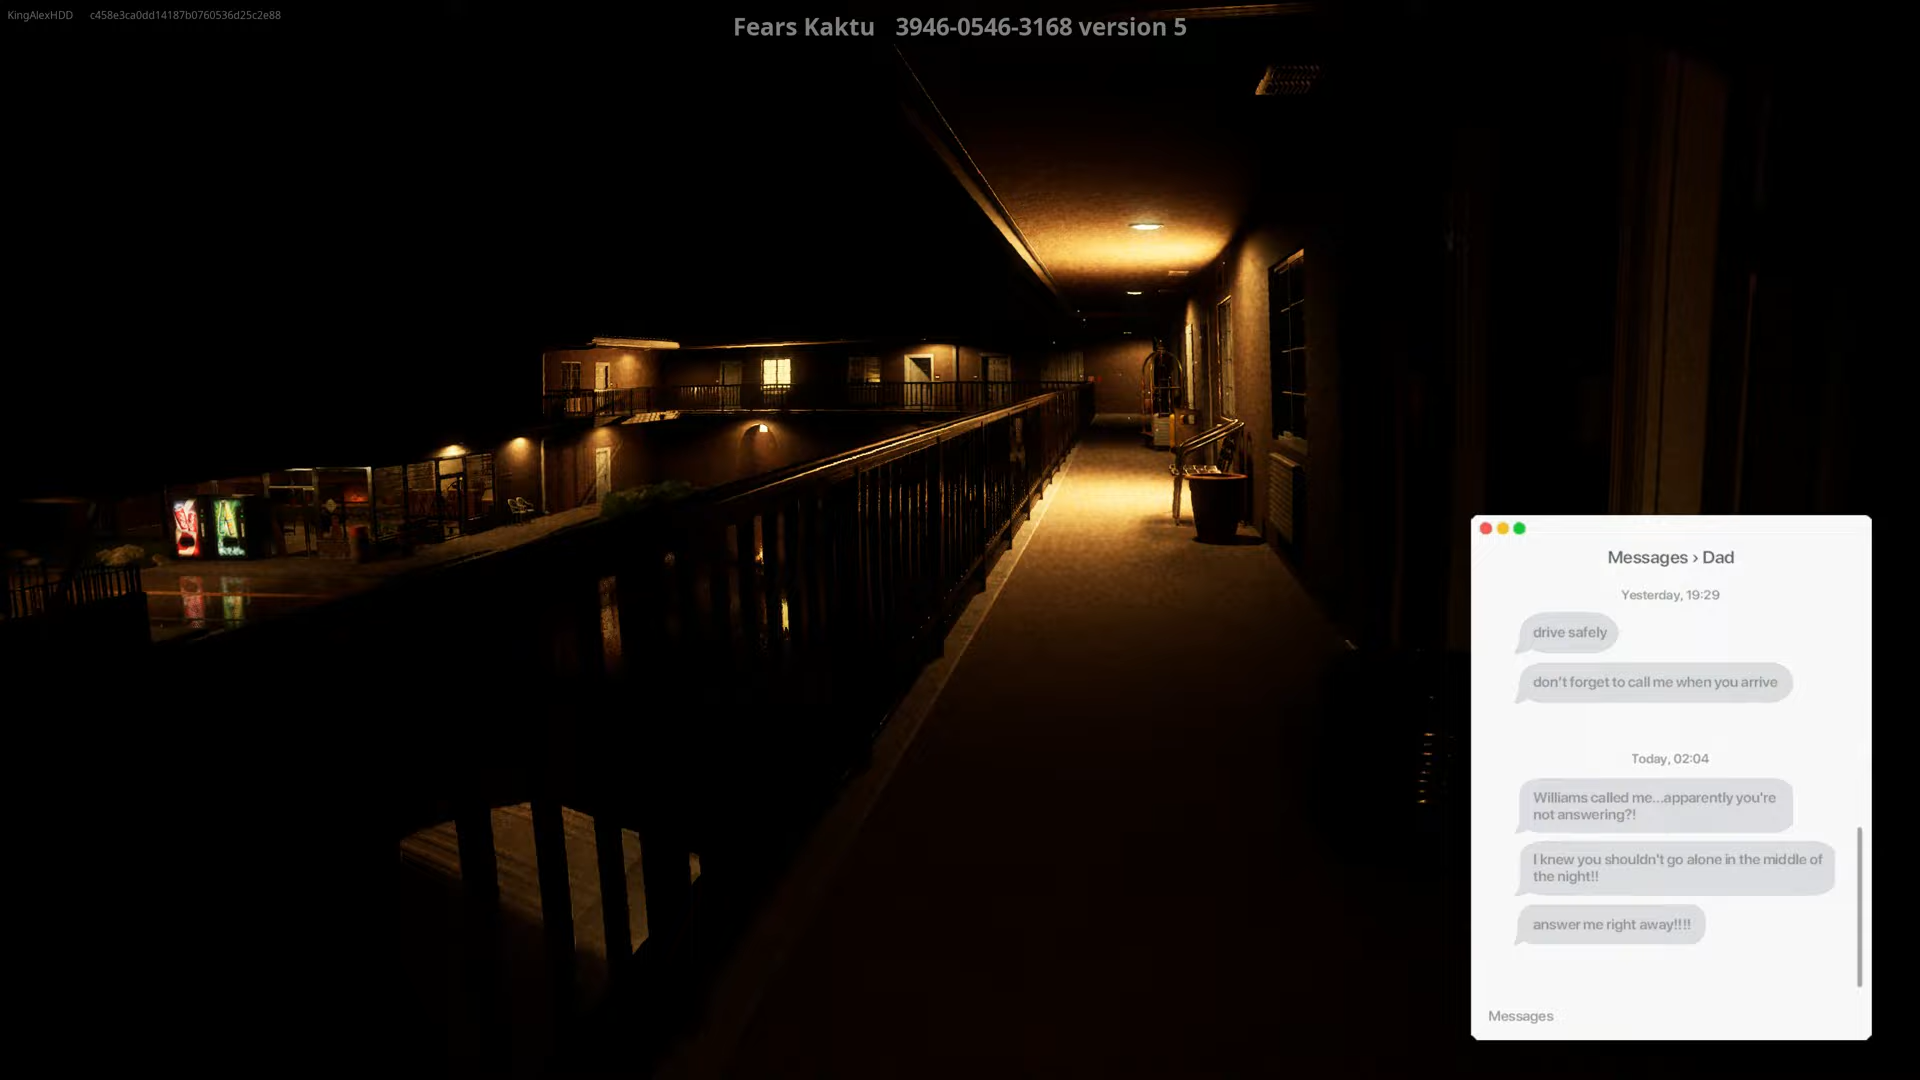 KingAlexHDD c458e3ca0dd14187b0760536d25c2e88
Fears Kaktu 3946-0546-3168 version 5
Messages › Dad
Yesterday, 19:29
drive safely
don't forget to call me when you arrive
Today, 02:04
Williams called me...apparently you're
not answering?!
I knew you shouldn't go alone in the middle of
the night!!
answer me right away!!!!
Messages